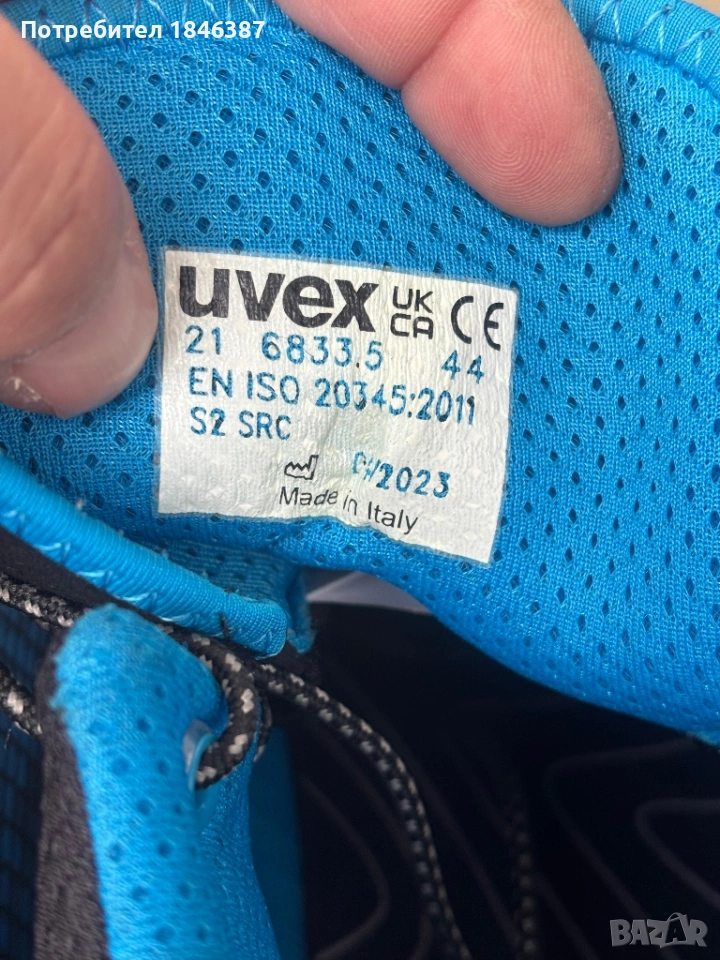 Потребител 1846387
uvex UK CA CE
21 6833.5 44
EN ISO 20345:2011
S2 SRC
/2023
Made in Italy
BAZAR